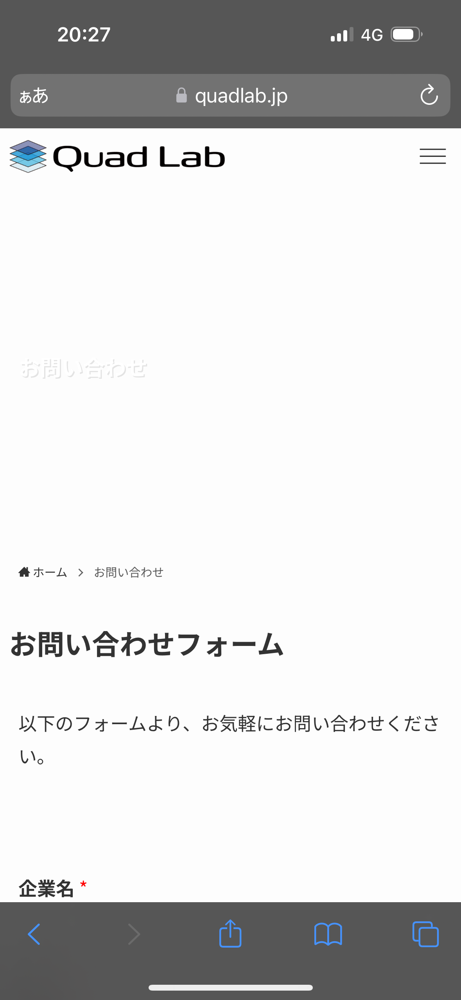 20:27
4G
ぁあ
quadlab.jp
Quad Lab
お問い合わせ
ホーム
お問い合わせ
お問い合わせフォーム
以下のフォームより、お気軽にお問い合わせくださ
い。
企業名 *